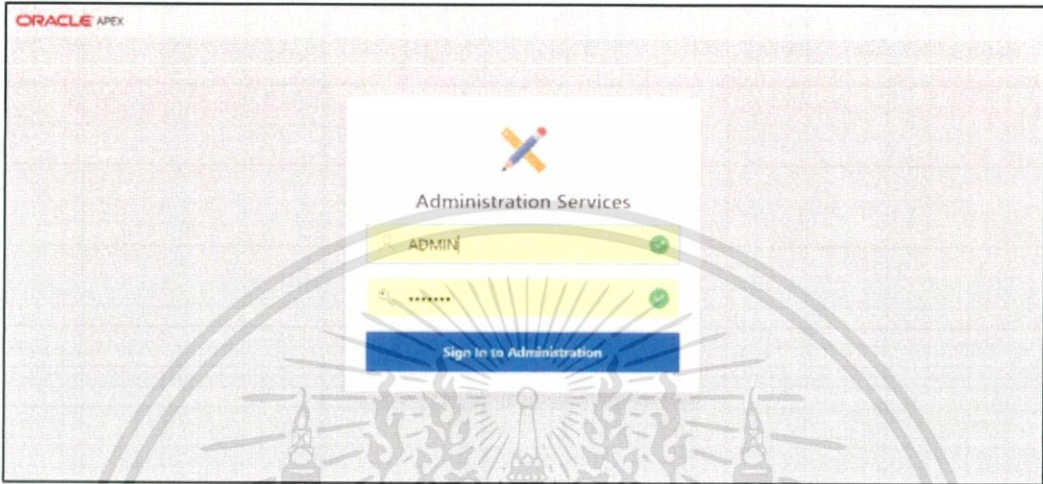 ORACLE APEX
Administration Services
ADMIN
•••••••
Sign In to Administration